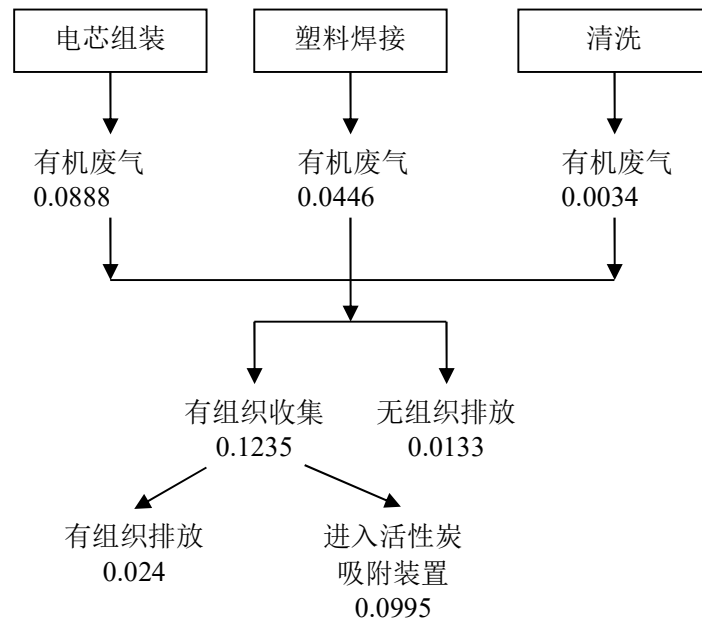 电芯组装
塑料焊接
清洗
有机废气
0.0888
有机废气
0.0446
有机废气
0.0034
有组织收集
0.1235
无组织排放
0.0133
有组织排放
0.024
进入活性炭
吸附装置
0.0995